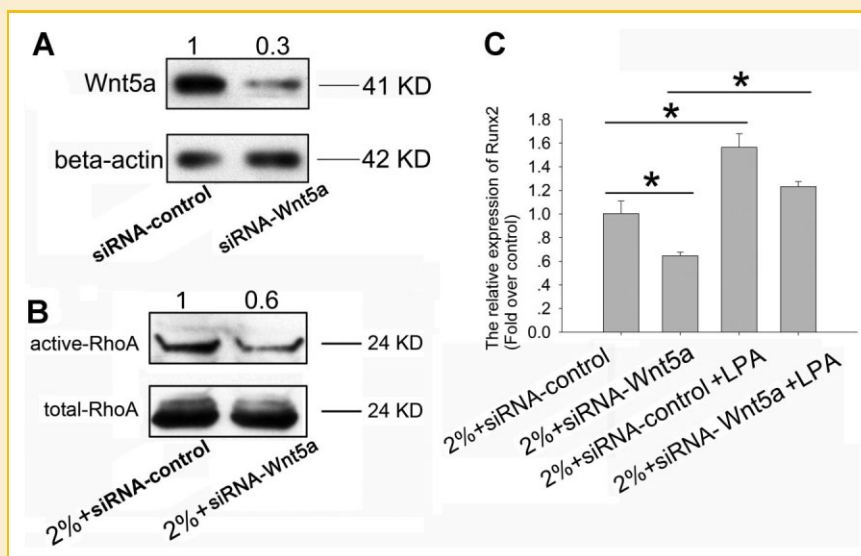 A
1 0.3
Wnt5a
41 KD
beta-actin
42 KD
siRNA-control
siRNA-Wnt5a
B
1 0.6
active-RhoA
24 KD
total-RhoA
24 KD
2%+siRNA-control
2%+siRNA-Wnt5a
C
*
*
*
The relative expression of Runx2
(Fold over control)
1.8
1.6
1.4
1.2
1.0
.8
.6
.4
.2
0.0
2%+siRNA-control
2%+siRNA-Wnt5a
2%+siRNA-control +LPA
2%+siRNA- Wnt5a +LPA